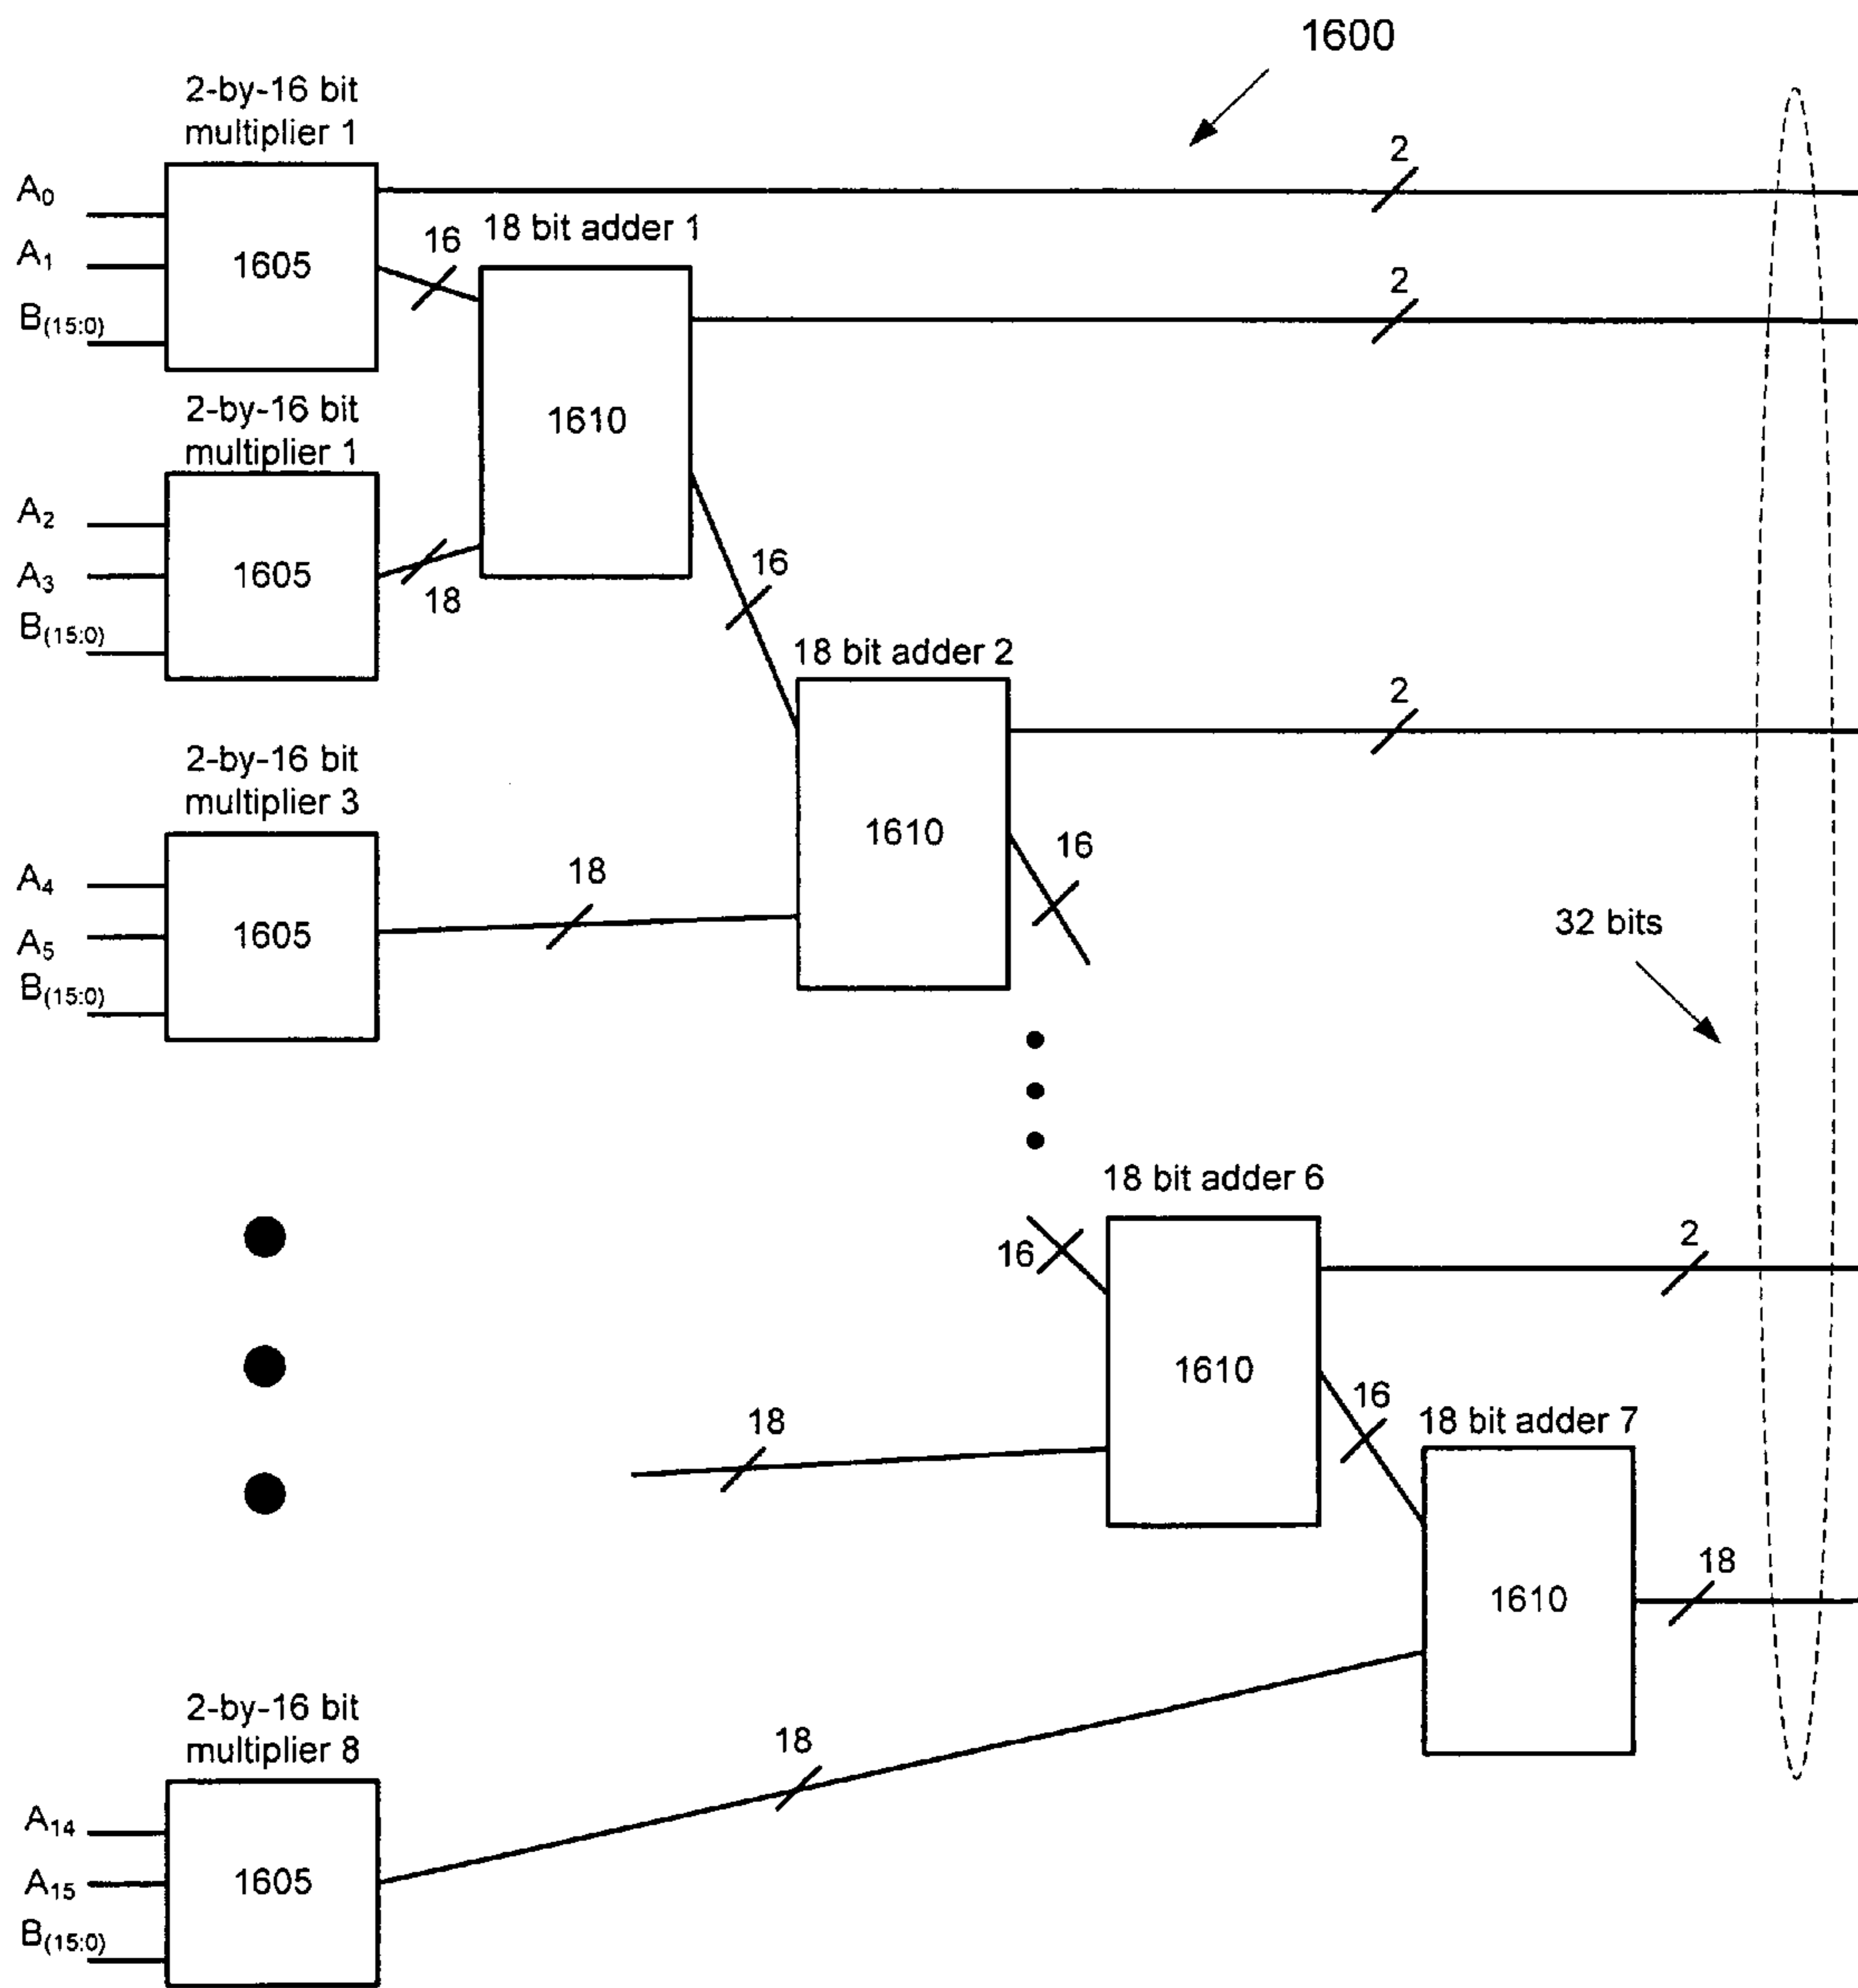 1600
2-by-16 bit
multiplier 1
2
A0
16
18 bit adder 1
A1
1605
2
B(15:0)
1610
2-by-16 bit
multiplier 1
A2
A3
1605
18
16
B(15:0)
18 bit adder 2
2
2-by-16 bit
multiplier 3
1610
16
A4
18
A5
1605
32 bits
B(15:0)
18 bit adder 6
16
2
1610
16
18
18 bit adder 7
18
1610
2-by-16 bit
multiplier 8
18
A14
A15
1605
B(15:0)